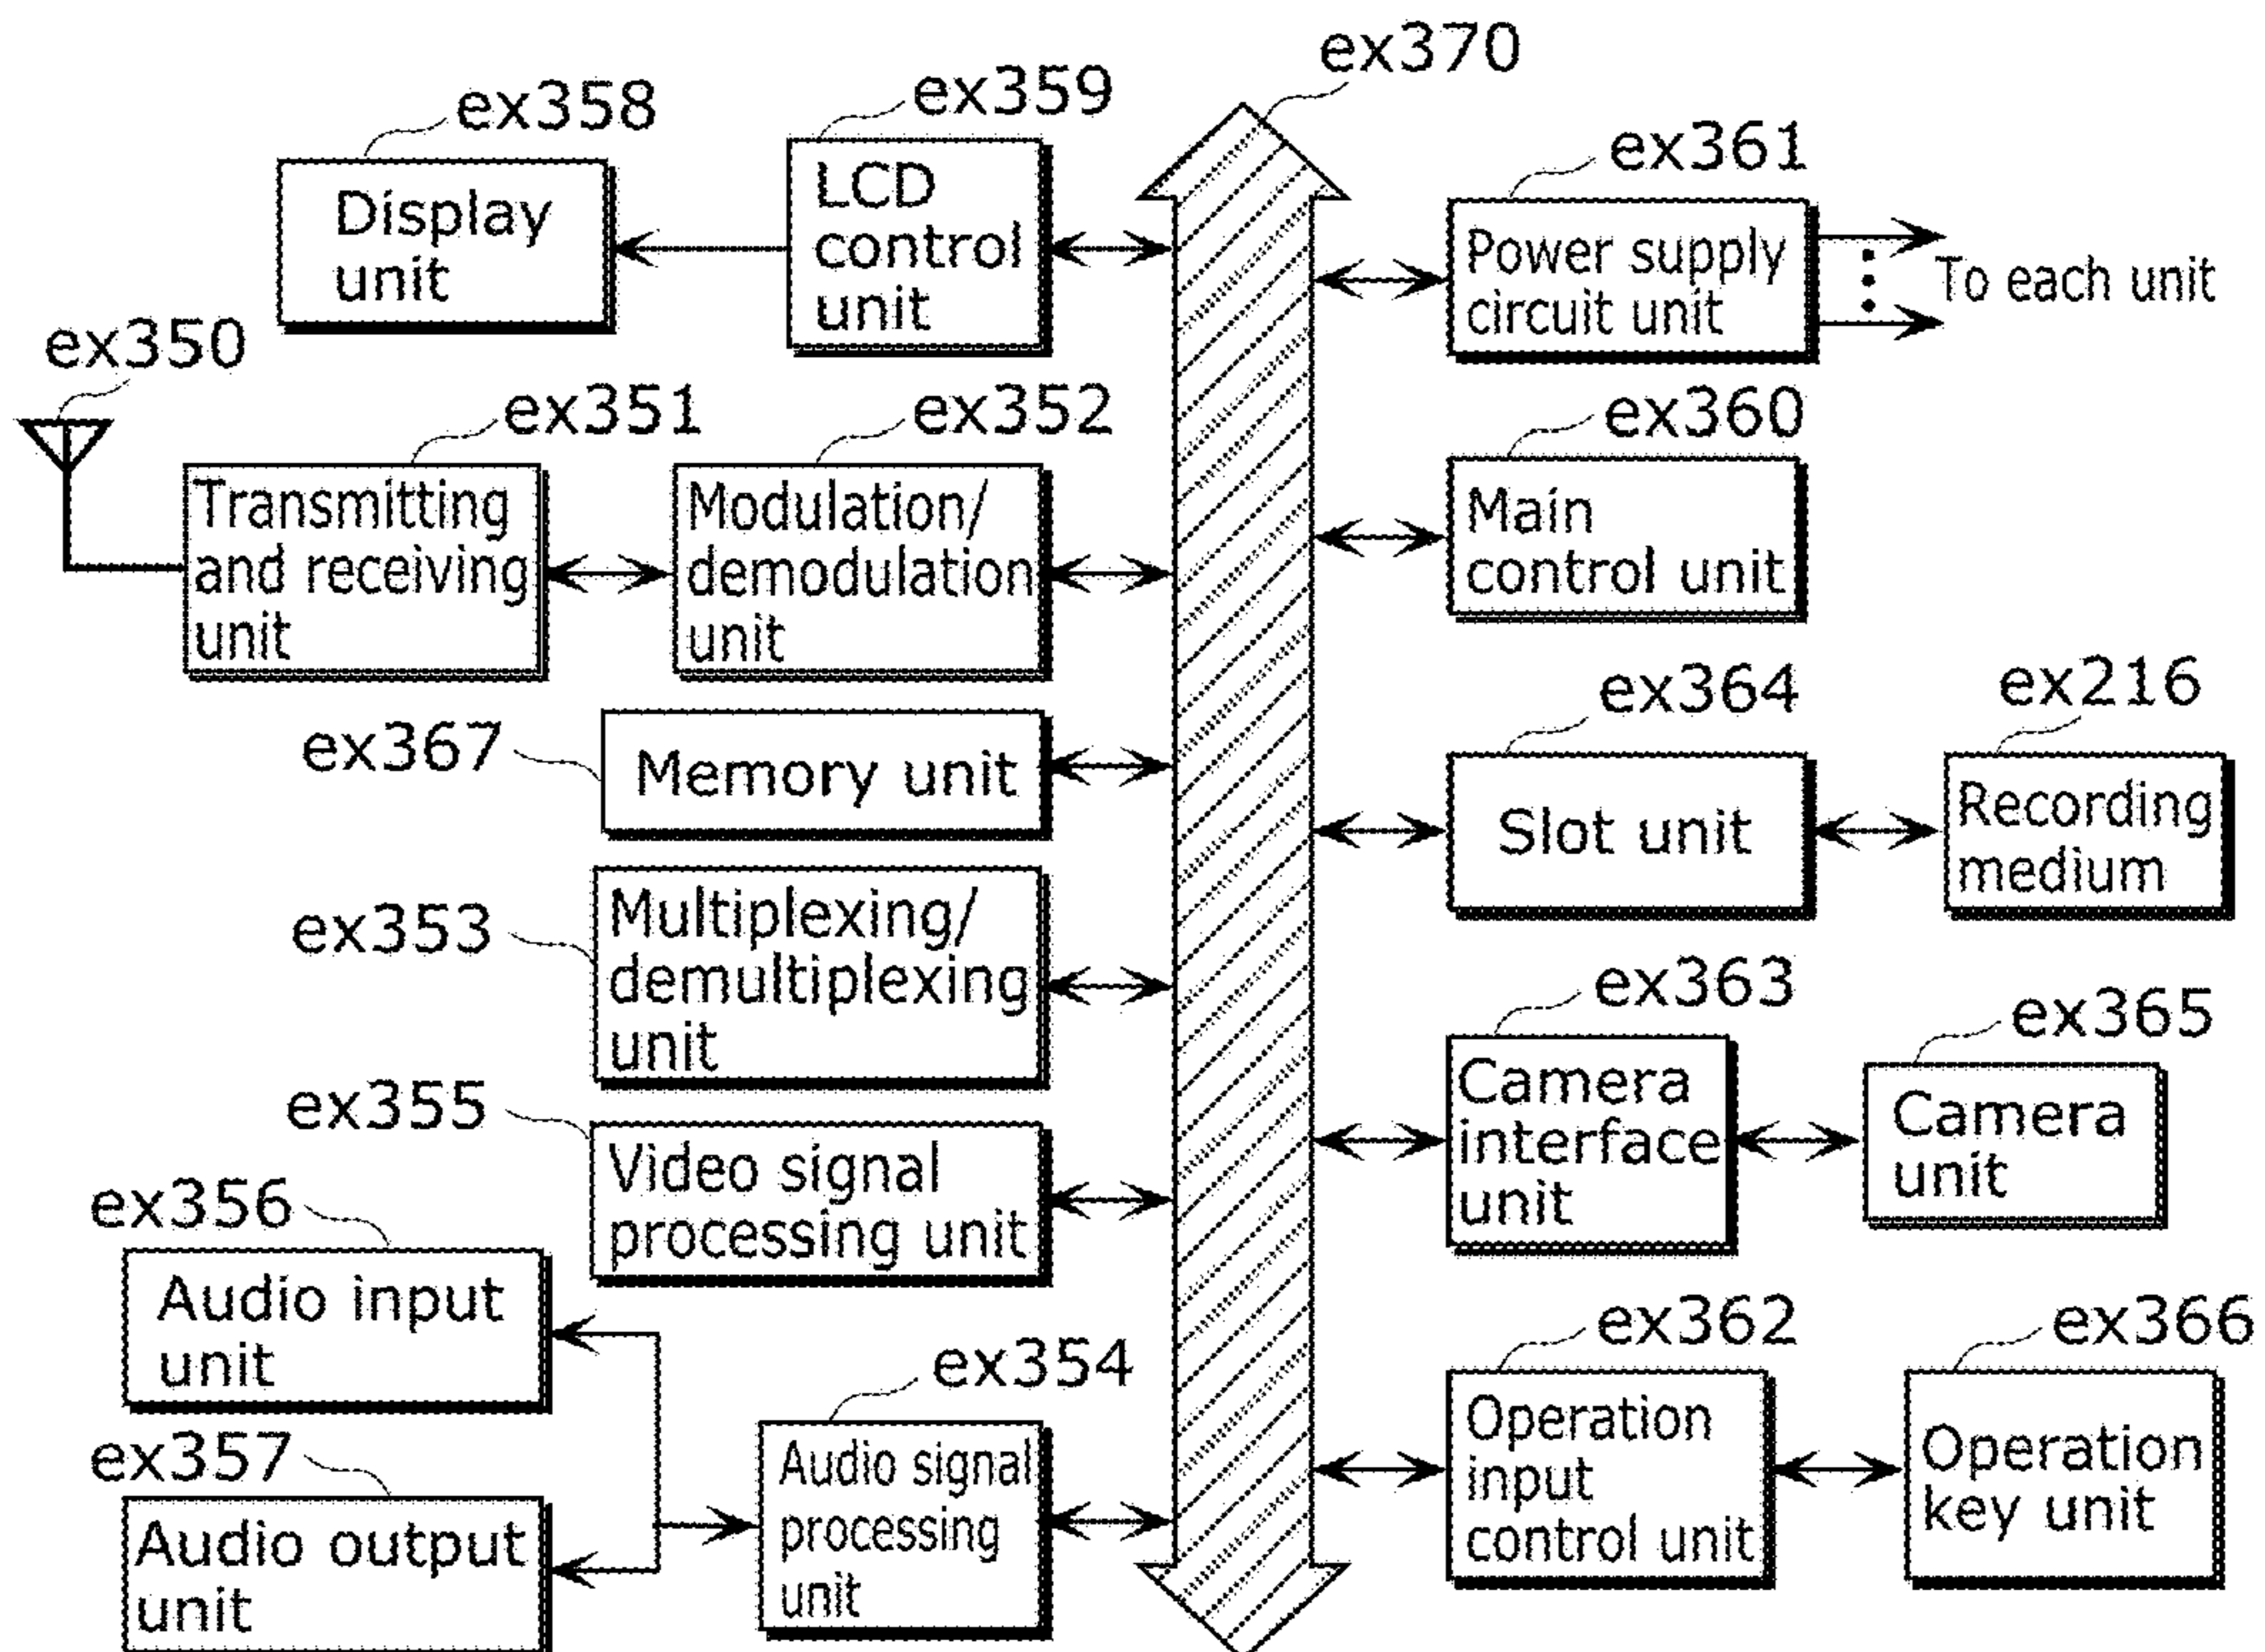 ex370
ex358
ex359
ex361
Display
unit
LCD
control
unit
Power supply
circuit unit
To each unit
ex350
ex351
ex352
ex360
Transmitting
and receiving
unit
Modulation/
demodulation
unit
Main
control unit
ex367
Memory unit
ex364
ex216
Slot unit
Recording
medium
ex353
Multiplexing/
demultiplexing
unit
ex363
ex365
Camera
interface
unit
Camera
unit
ex355
Video signal
processing unit
ex356
Audio input
unit
ex354
ex362
ex366
ex357
Audio output
unit
Audio signal
processing
unit
Operation
input
control unit
Operation
key unit